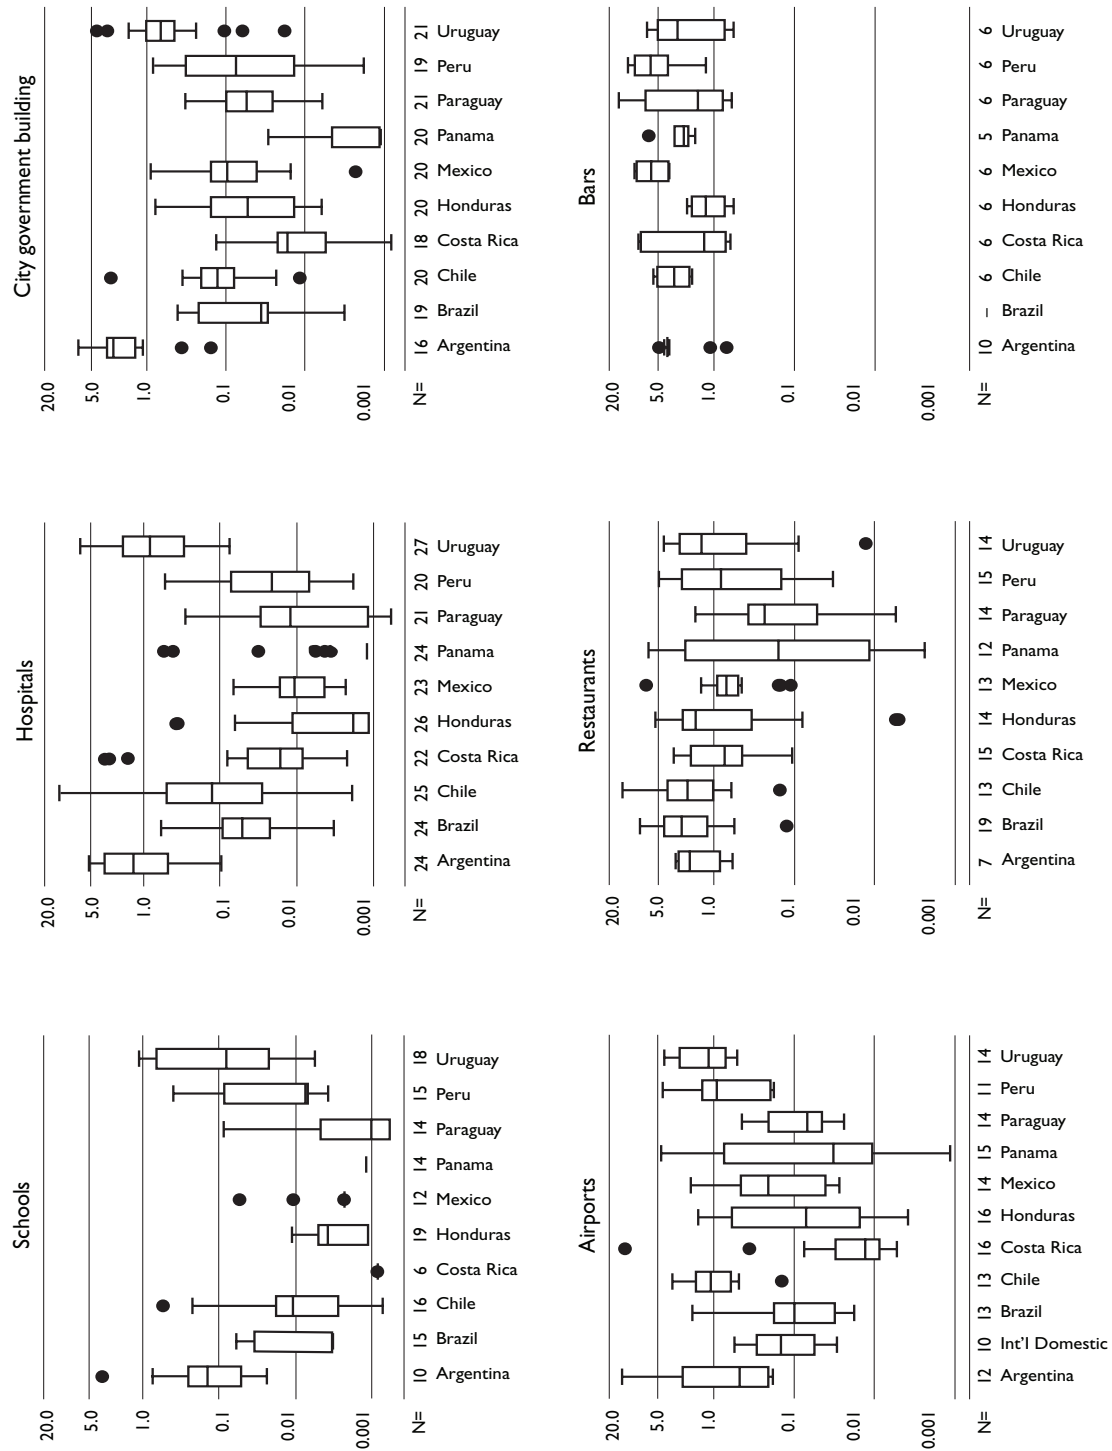 Schools
20.0
5.0
1.0
0.1
0.01
0.001
N= 10 15 16 6 19 12 14 14 15 18
Argentina Brazil Chile Costa Rica Honduras Mexico Panama Paraguay Peru Uruguay
Hospitals
20.0
5.0
1.0
0.1
0.01
0.001
N= 24 24 25 22 26 23 24 21 20 27
Argentina Brazil Chile Costa Rica Honduras Mexico Panama Paraguay Peru Uruguay
City government building
20.0
5.0
1.0
0.1
0.01
0.001
N= 16 19 20 18 20 20 20 21 19 21
Argentina Brazil Chile Costa Rica Honduras Mexico Panama Paraguay Peru Uruguay
Airports
20.0
5.0
1.0
0.1
0.01
0.001
N= 12 10 13 13 16 16 14 15 14 11 14
Argentina Int'l Domestic Brazil Chile Costa Rica Honduras Mexico Panama Paraguay Peru Uruguay
Restaurants
20.0
5.0
1.0
0.1
0.01
0.001
N= 7 19 13 15 14 13 12 14 15 14
Argentina Brazil Chile Costa Rica Honduras Mexico Panama Paraguay Peru Uruguay
Bars
20.0
5.0
1.0
0.1
0.01
0.001
N= 10 – 6 6 6 6 5 6 6 6
Argentina Brazil Chile Costa Rica Honduras Mexico Panama Paraguay Peru Uruguay